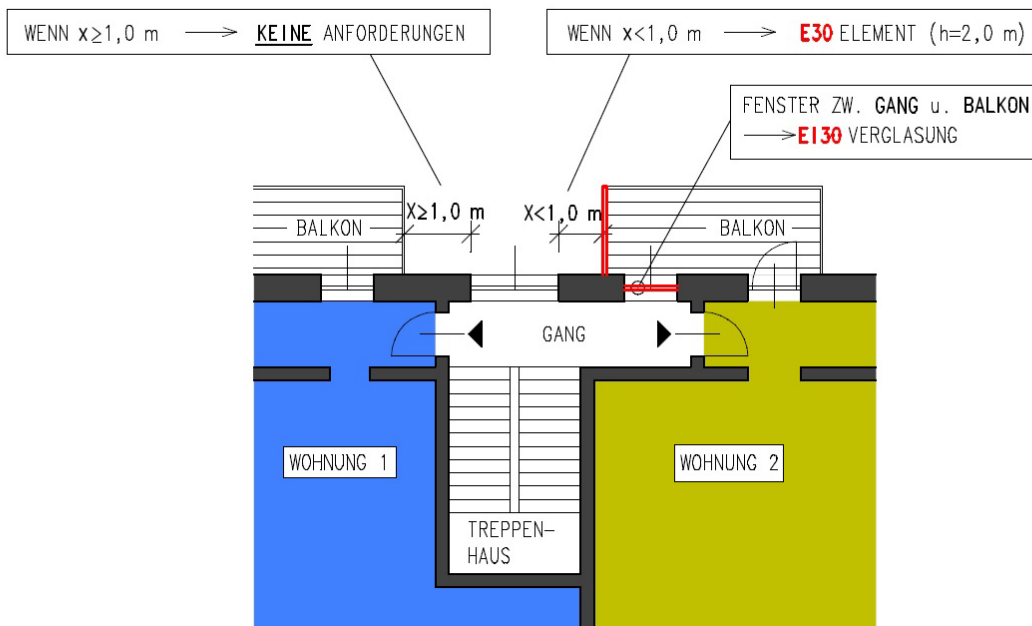 WENN x≥1,0 m → KEINE ANFORDERUNGEN
WENN x<1,0 m → E30 ELEMENT (h=2,0 m)
FENSTER ZW. GANG u. BALKON
→ EI30 VERGLASUNG
BALKON
X≥1,0 m
X<1,0 m
BALKON
GANG
WOHNUNG 1
WOHNUNG 2
TREPPEN-
HAUS